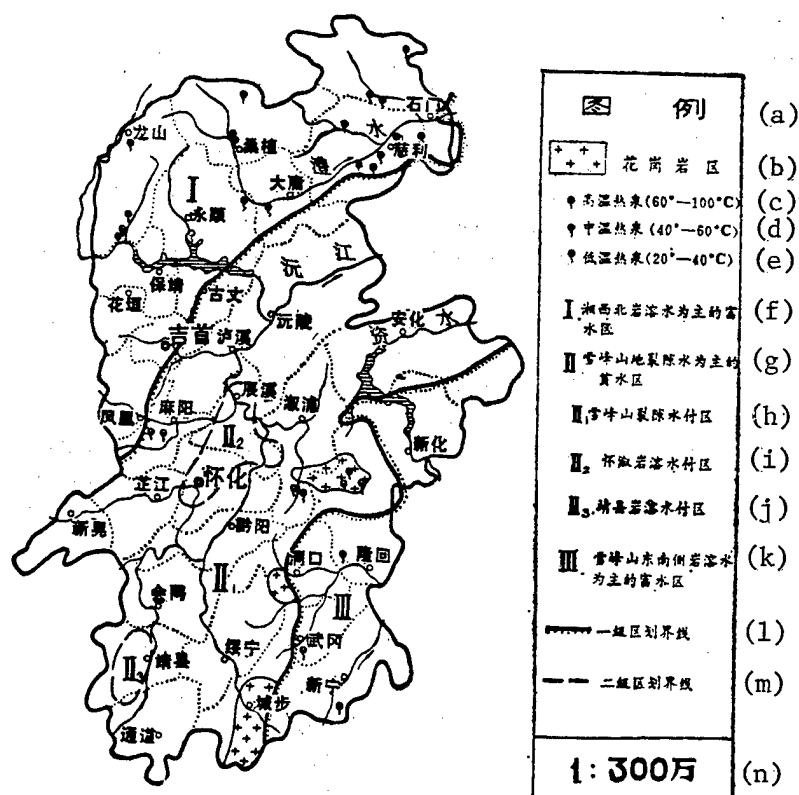 石门
水
龙山
桑植
澧
慈利
大庸
I
永顺
沅江
保靖
花垣
古丈
沅陵
安化
水
资
吉首
泸溪
辰溪
溆浦
凤凰
麻阳
II₂
新化
芷江
怀化
新晃
黔阳
洞口
隆回
会同
II₁
III
绥宁
武冈
II₃
靖县
新宁
城步
通道
图 例
(a)
花岗岩区
(b)
高温热泉(60°—100°C)
(c)
中温热泉(40°—60°C)
(d)
低温热泉(20°—40°C)
(e)
I 湘西北岩溶水为主的富
水区
(f)
II 雪峰山地裂隙水为主的
贫水区
(g)
II₁ 雪峰山裂隙水付区
(h)
II₂ 怀溆岩溶水付区
(i)
II₃ 靖县岩溶水付区
(j)
III 雪峰山东南侧岩溶水
为主的富水区
(k)
一级区划界线
(l)
二级区划界线
(m)
1:300万
(n)